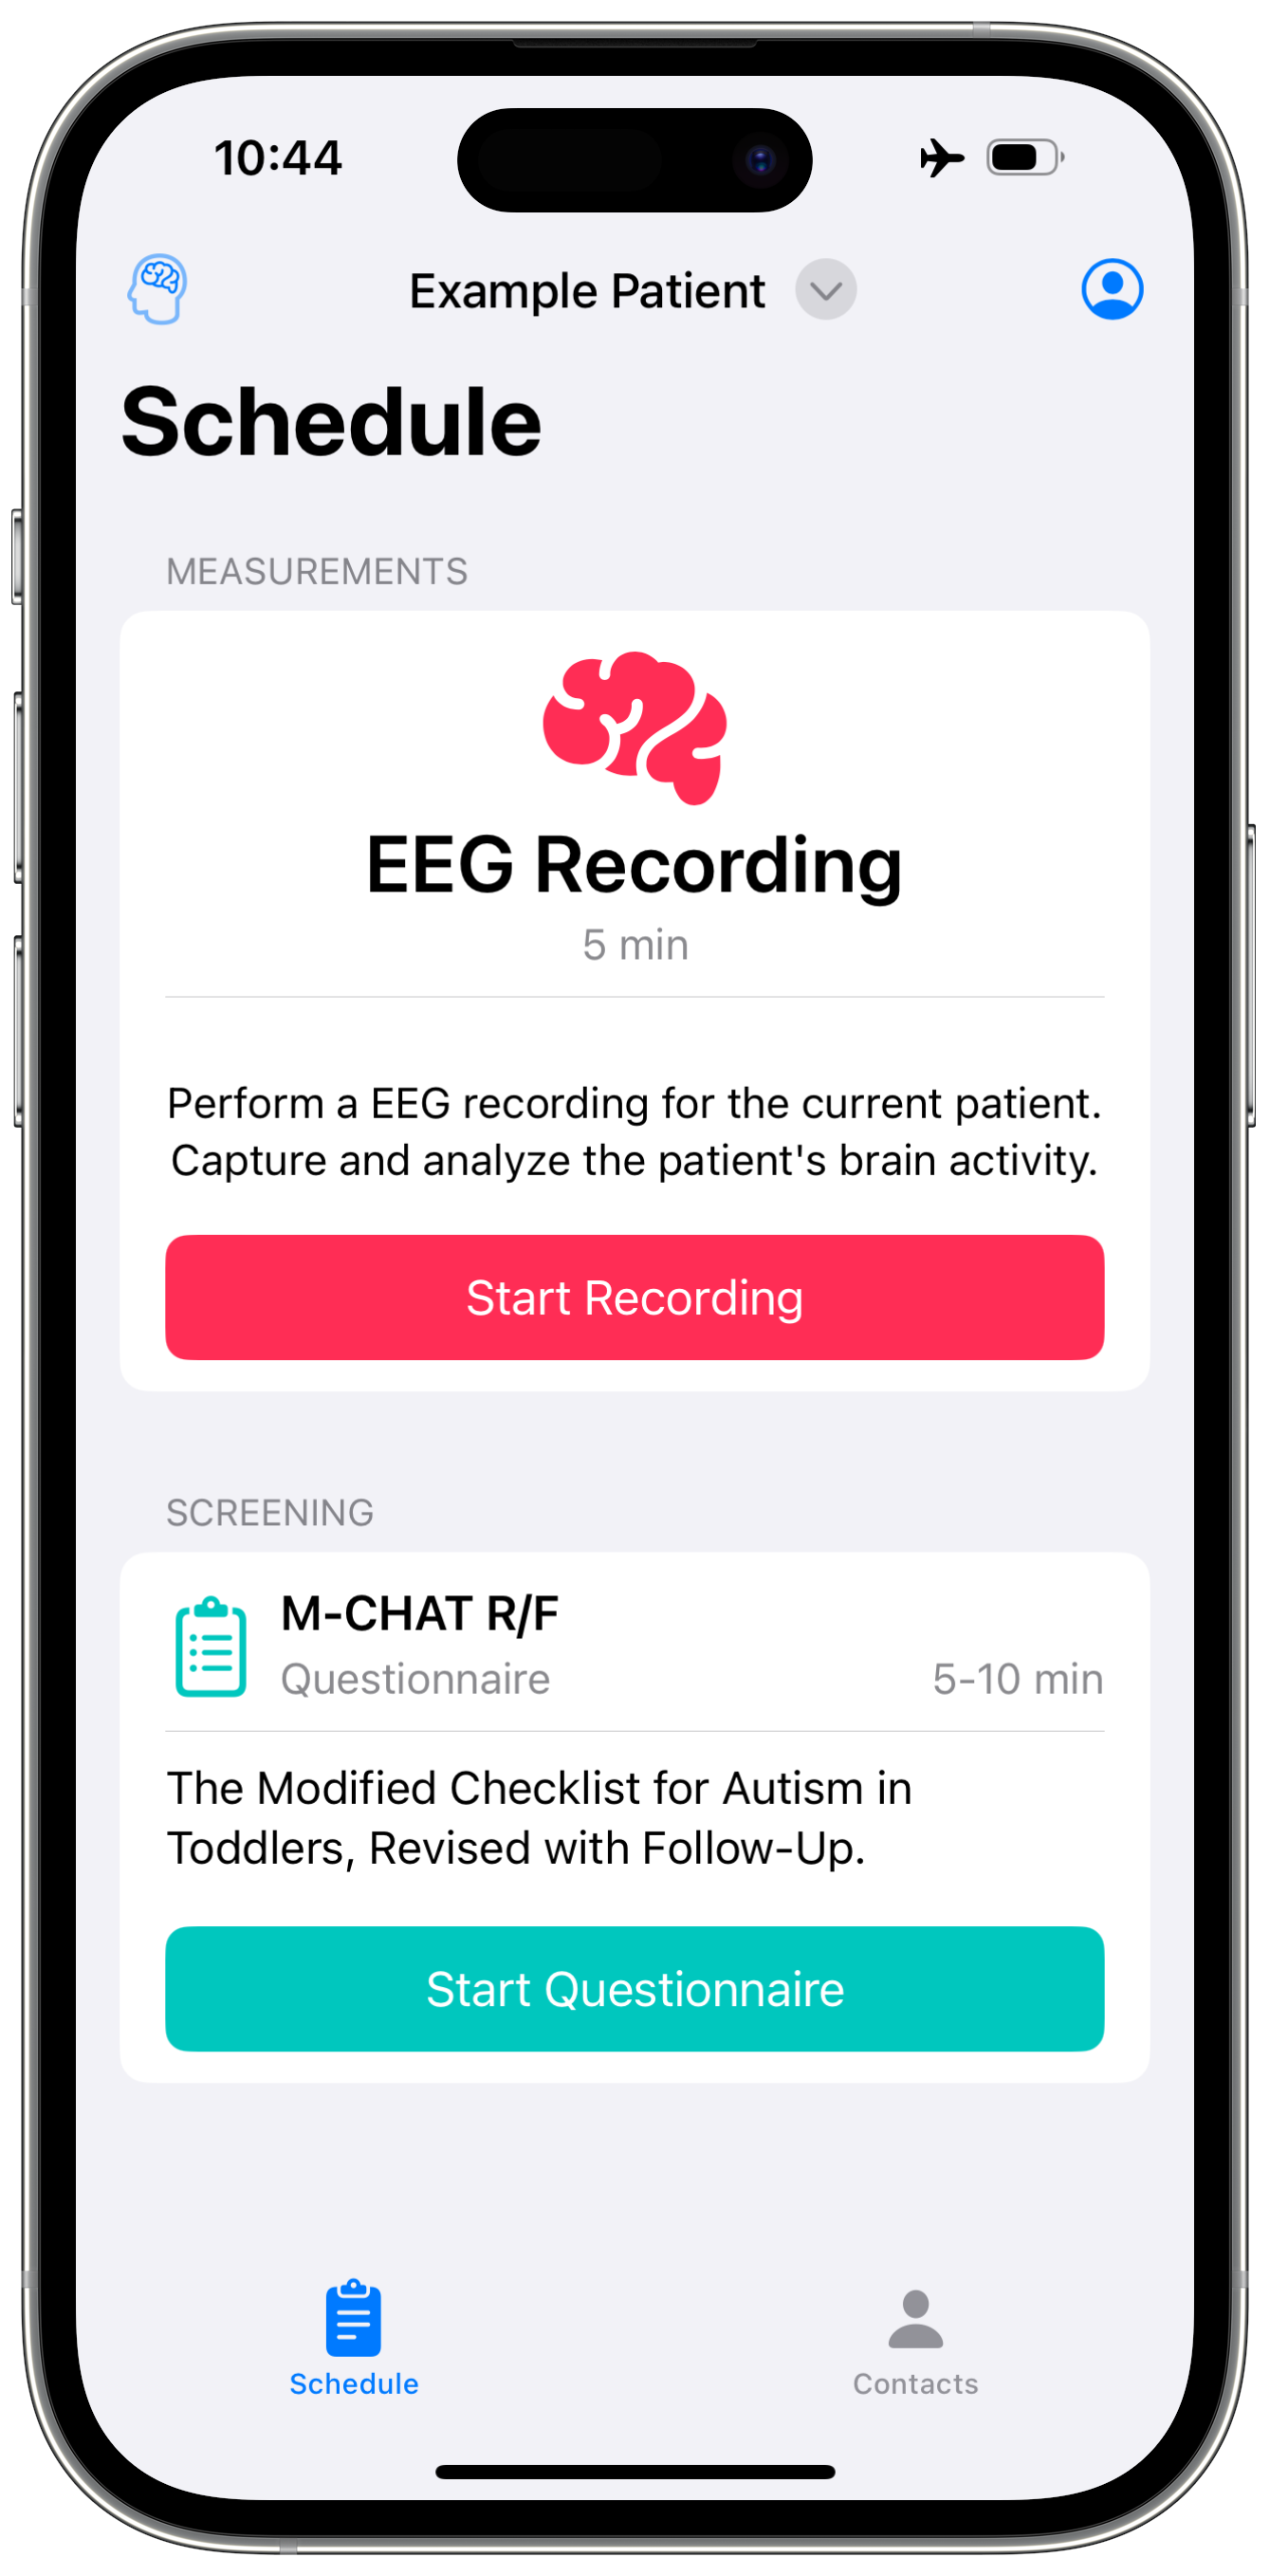 10:44
Example Patient
Schedule
MEASUREMENTS
EEG Recording
5 min
Perform a EEG recording for the current patient.
Capture and analyze the patient's brain activity.
Start Recording
SCREENING
M-CHAT R/F
Questionnaire 5-10 min
The Modified Checklist for Autism in
Toddlers, Revised with Follow-Up.
Start Questionnaire
Schedule Contacts